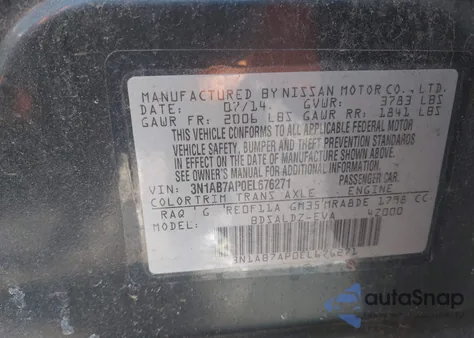 MANUFACTURED BY NISSAN MOTOR CO., LTD.
DATE: 07/14 GVWR: 3783 LBS
GAWR FR: 2006 LBS GAWR RR: 1841 LBS
THIS VEHICLE CONFORMS TO ALL APPLICABLE FEDERAL MOTOR
VEHICLE SAFETY, BUMPER AND THEFT PREVENTION STANDARDS
IN EFFECT ON THE DATE OF MANUFACTURE SHOWN ABOVE.
SEE OWNER'S MANUAL FOR ADDITIONAL INFORMATION
VIN: 3N1AB7AP0EL676271 PASSENGER CAR.
COLOR TRIM TRANS AXLE ENGINE
RAQ G RE0F11A GM35 MRA8DE 1798 CC
BDSALDZ-EVA 42000
3N1AB7AP0EL676271
autoSnap